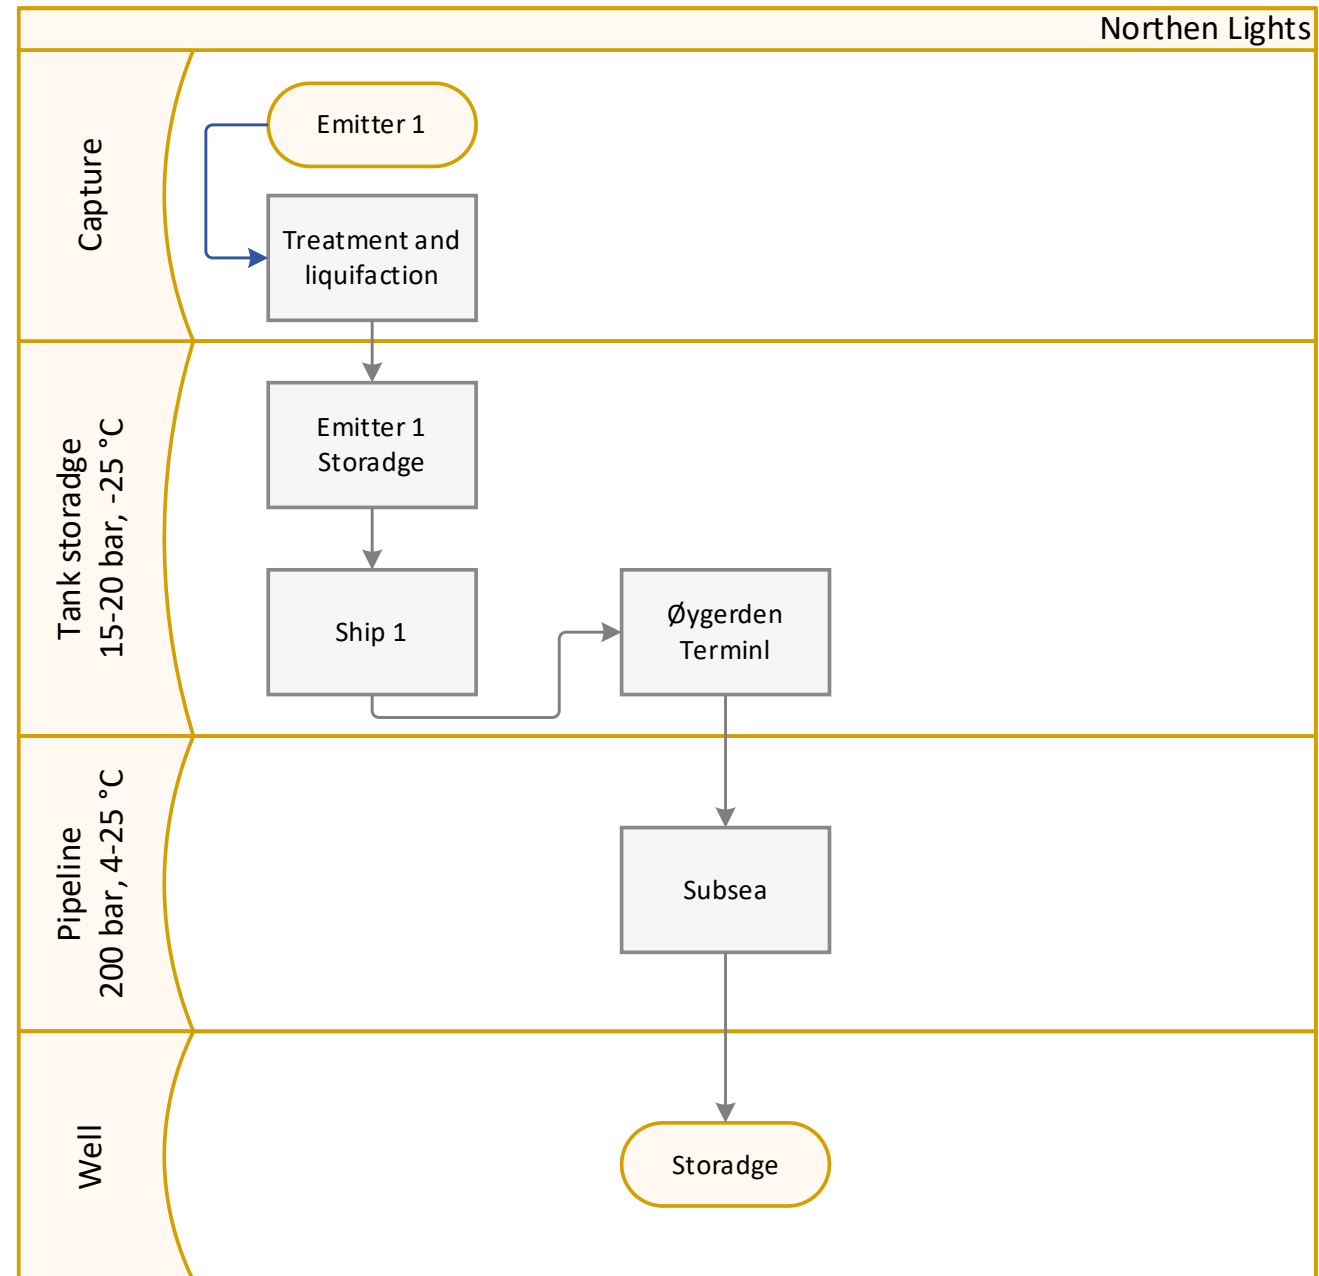 Northen Lights
Capture
Emitter 1
Treatment and
liquifaction
Tank storadge
15-20 bar, -25 °C
Emitter 1
Storadge
Ship 1
Øygerden
Terminl
Pipeline
200 bar, 4-25 °C
Subsea
Well
Storadge